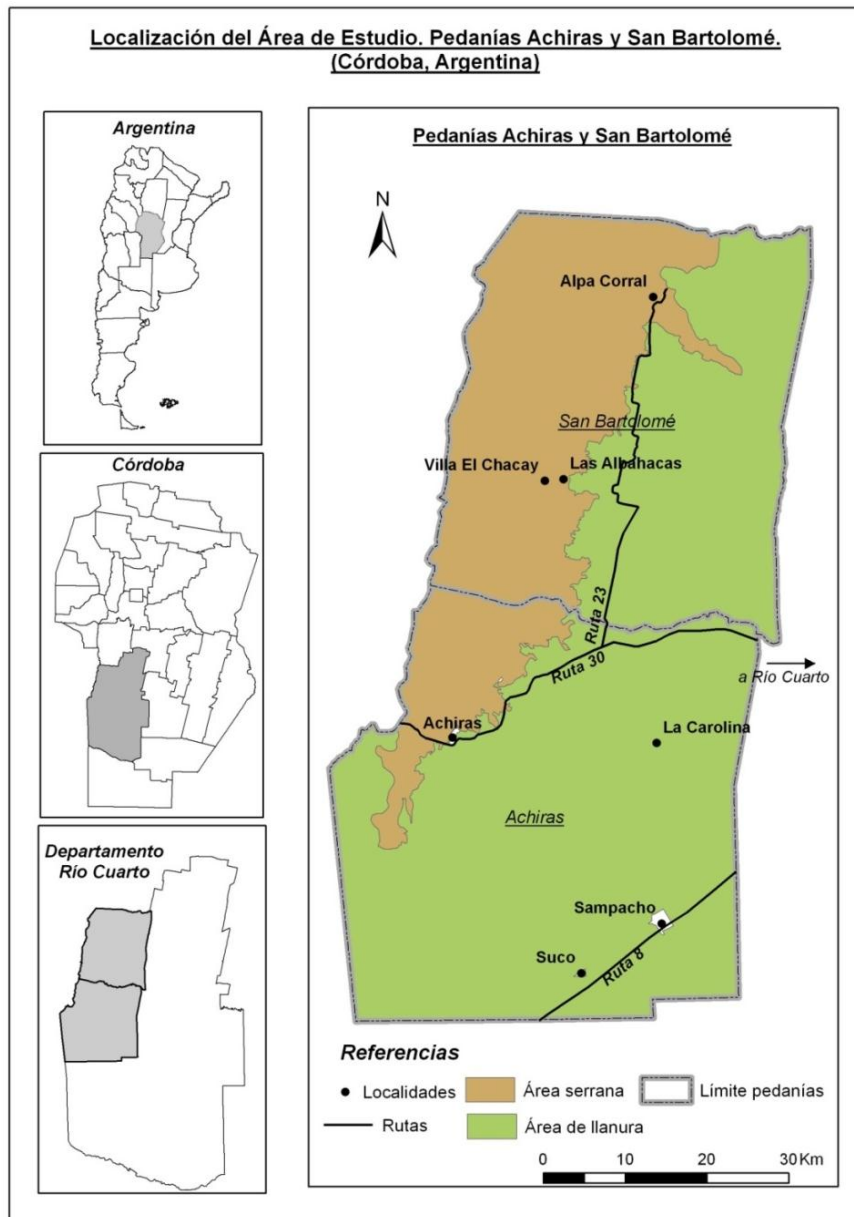 Localización del Área de Estudio. Pedanías Achiras y San Bartolomé.
(Córdoba, Argentina)
Argentina
Córdoba
Departamento
Río Cuarto
Pedanías Achiras y San Bartolomé
N
Alpa Corral
San Bartolomé
Villa El Chacay
Las Albahacas
Ruta 23
Ruta 30
a Río Cuarto
Achiras
La Carolina
Achiras
Sampacho
Suco
Ruta 8
Referencias
Localidades
Área serrana
Límite pedanías
Rutas
Área de llanura
0 10 20 30 Km